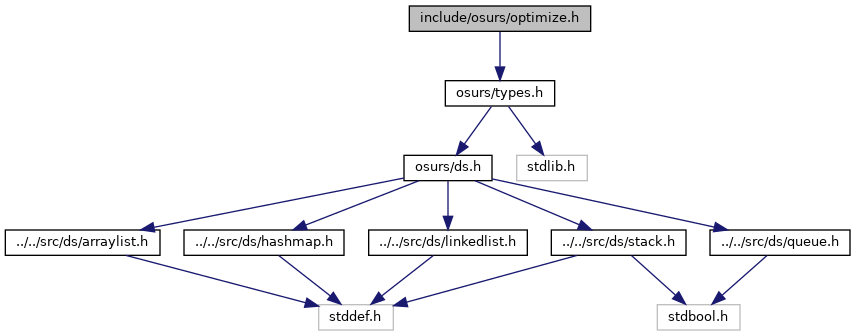 include/osurs/optimize.h
osurs/types.h
osurs/ds.h
stdlib.h
../../src/ds/arraylist.h
../../src/ds/hashmap.h
../../src/ds/linkedlist.h
../../src/ds/stack.h
../../src/ds/queue.h
stddef.h
stdbool.h